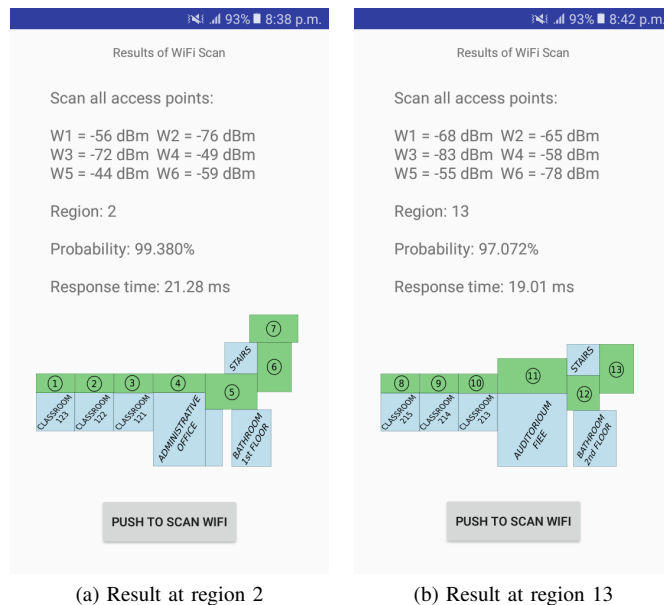 93% 8:38 p.m.
Results of WiFi Scan
Scan all access points:
W1 = -56 dBm W2 = -76 dBm
W3 = -72 dBm W4 = -49 dBm
W5 = -44 dBm W6 = -59 dBm
Region: 2
Probability: 99.380%
Response time: 21.28 ms
7
STAIRS
6
1 2 3 4 5
CLASSROOM
123
CLASSROOM
122
CLASSROOM
121
ADMINISTRATIVE
OFFICE
BATHROOM
1st FLOOR
PUSH TO SCAN WIFI
(a) Result at region 2
93% 8:42 p.m.
Results of WiFi Scan
Scan all access points:
W1 = -68 dBm W2 = -65 dBm
W3 = -83 dBm W4 = -58 dBm
W5 = -55 dBm W6 = -78 dBm
Region: 13
Probability: 97.072%
Response time: 19.01 ms
STAIRS
13
8 9 10 11 12
CLASSROOM
215
CLASSROOM
214
CLASSROOM
213
AUDITORIOUM
FIEE
BATHROOM
2nd FLOOR
PUSH TO SCAN WIFI
(b) Result at region 13